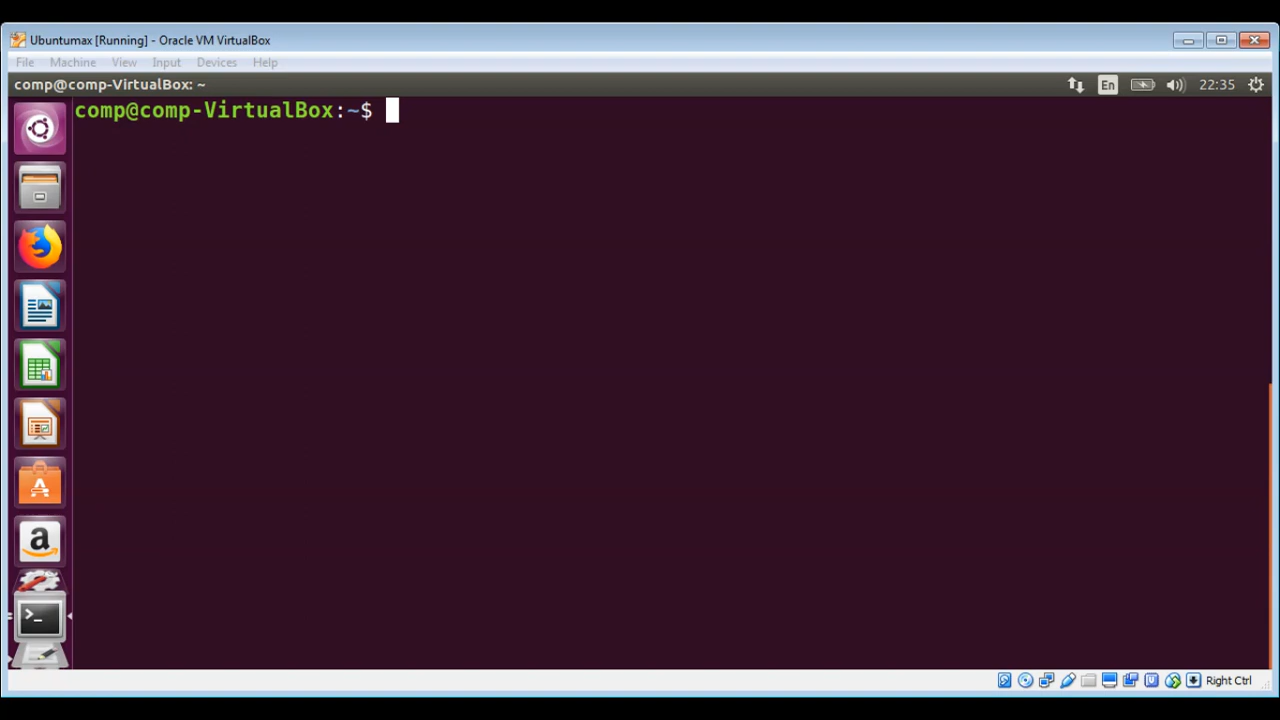 Ubuntumax [Running] - Oracle VM VirtualBox
File Machine View Input Devices Help
comp@comp-VirtualBox: ~ En 22:35
comp@comp-VirtualBox:~$
Right Ctrl